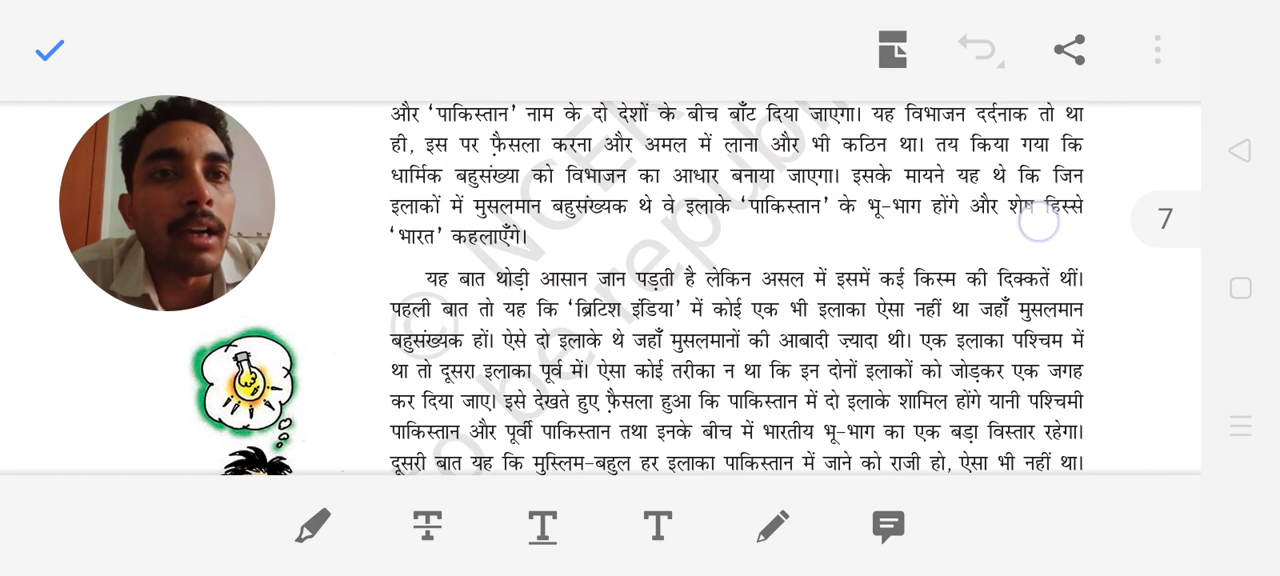 और 'पाकिस्तान' नाम के दो देशों के बीच बाँट दिया जाएगा। यह विभाजन दर्दनाक तो था
ही, इस पर फ़ैसला करना और अमल में लाना और भी कठिन था। तय किया गया कि
धार्मिक बहुसंख्या को विभाजन का आधार बनाया जाएगा। इसके मायने यह थे कि जिन
इलाकों में मुसलमान बहुसंख्यक थे वे इलाके 'पाकिस्तान' के भू-भाग होंगे और शेष हिस्से
'भारत' कहलाएँगे।
7
यह बात थोड़ी आसान जान पड़ती है लेकिन असल में इसमें कई किस्म की दिक्कतें थीं।
पहली बात तो यह कि 'ब्रिटिश इंडिया' में कोई एक भी इलाका ऐसा नहीं था जहाँ मुसलमान
बहुसंख्यक हों। ऐसे दो इलाके थे जहाँ मुसलमानों की आबादी ज्यादा थी। एक इलाका पश्चिम में
था तो दूसरा इलाका पूर्व में। ऐसा कोई तरीका न था कि इन दोनों इलाकों को जोड़कर एक जगह
कर दिया जाए। इसे देखते हुए फ़ैसला हुआ कि पाकिस्तान में दो इलाके शामिल होंगे यानी पश्चिमी
पाकिस्तान और पूर्वी पाकिस्तान तथा इनके बीच में भारतीय भू-भाग का एक बड़ा विस्तार रहेगा।
दूसरी बात यह कि मुस्लिम-बहुल हर इलाका पाकिस्तान में जाने को राजी हो, ऐसा भी नहीं था।
© NCER
o be republi
T
T
T